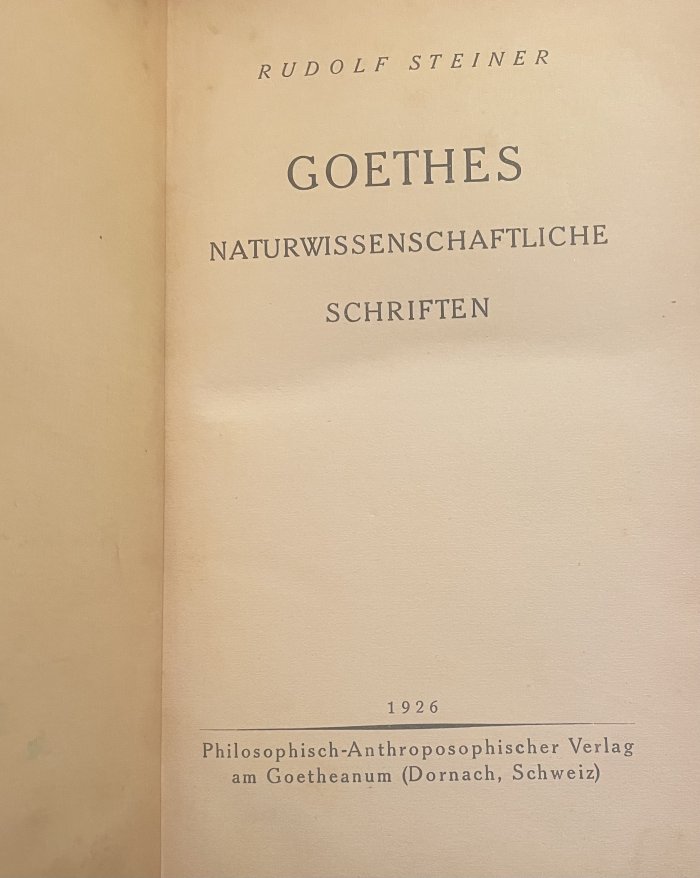 RUDOLF STEINER
GOETHES
NATURWISSENSCHAFTLICHE
SCHRIFTEN
1926
Philosophisch-Anthroposophischer Verlag
am Goetheanum (Dornach, Schweiz)